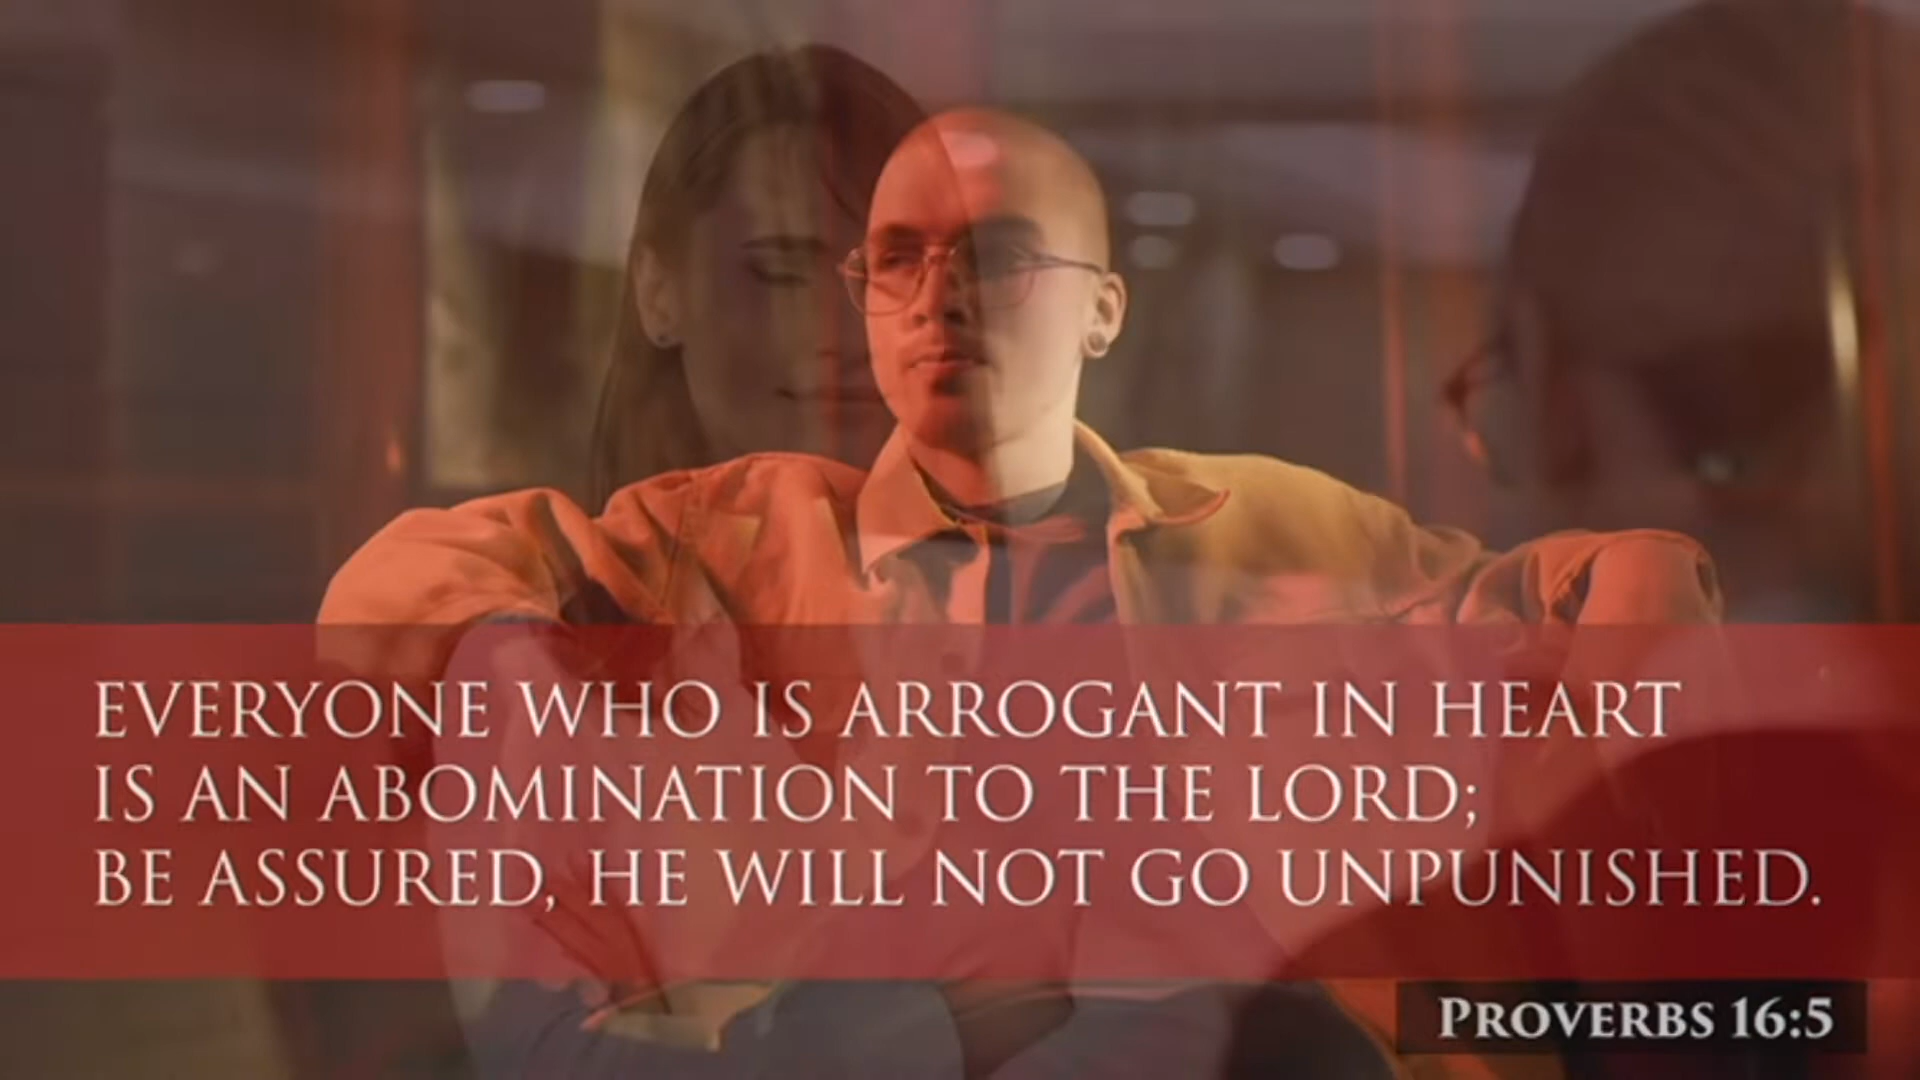 EVERYONE WHO IS ARROGANT IN HEART
IS AN ABOMINATION TO THE LORD;
BE ASSURED, HE WILL NOT GO UNPUNISHED.
PROVERBS 16:5